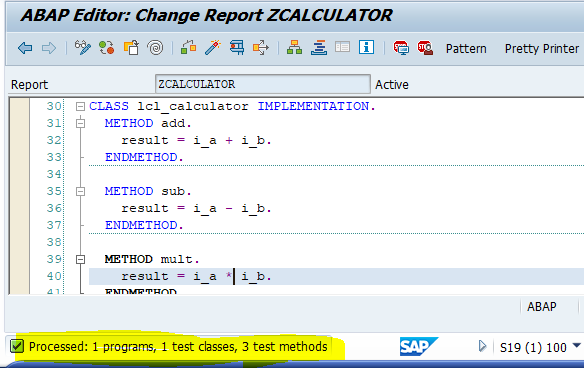 ABAP Editor: Change Report ZCALCULATOR
Pattern Pretty Printer
Report ZCALCULATOR Active
30 CLASS lcl_calculator IMPLEMENTATION.
31 METHOD add.
32 result = i_a + i_b.
33 ENDMETHOD.
34
35 METHOD sub.
36 result = i_a - i_b.
37 ENDMETHOD.
38
39 METHOD mult.
40 result = i_a * i_b.
41 ENDMETHOD
ABAP
Processed: 1 programs, 1 test classes, 3 test methods SAP S19 (1) 100